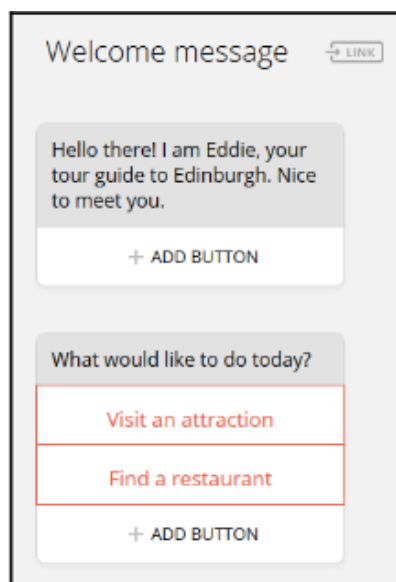 Welcome message
LINK
Hello there! I am Eddie, your
tour guide to Edinburgh. Nice
to meet you.
+ ADD BUTTON
What would like to do today?
Visit an attraction
Find a restaurant
+ ADD BUTTON